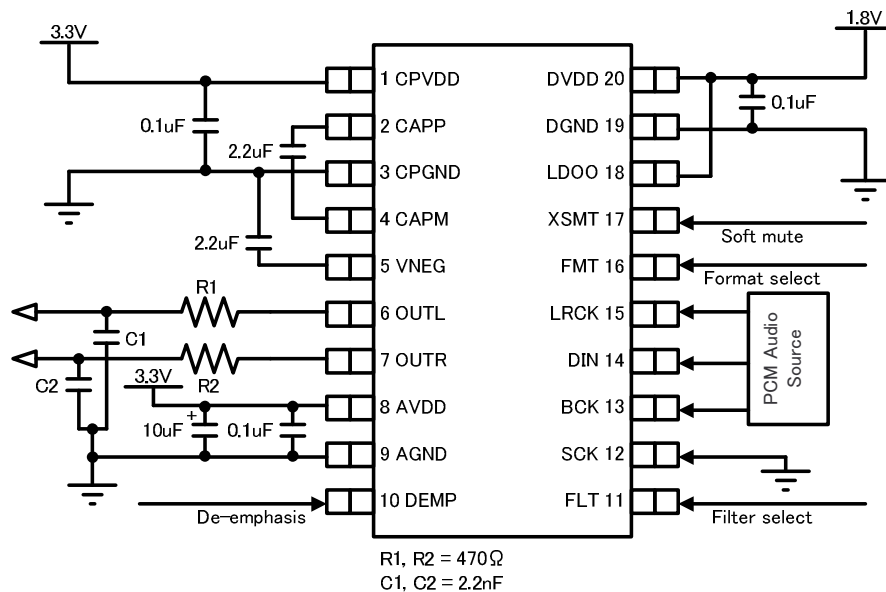 3.3V
1.8V
1 CPVDD
DVDD 20
0.1uF
0.1uF
2 CAPP
DGND 19
2.2uF
3 CPGND
LDOO 18
4 CAPM
XSMT 17
Soft mute
2.2uF
5 VNEG
FMT 16
Format select
R1
6 OUTL
LRCK 15
C1
7 OUTR
DIN 14
PCM Audio
Source
C2
R2
3.3V
8 AVDD
BCK 13
+
10uF
0.1uF
9 AGND
SCK 12
10 DEMP
FLT 11
De-emphasis
Filter select
R1, R2 = 470Ω
C1, C2 = 2.2nF